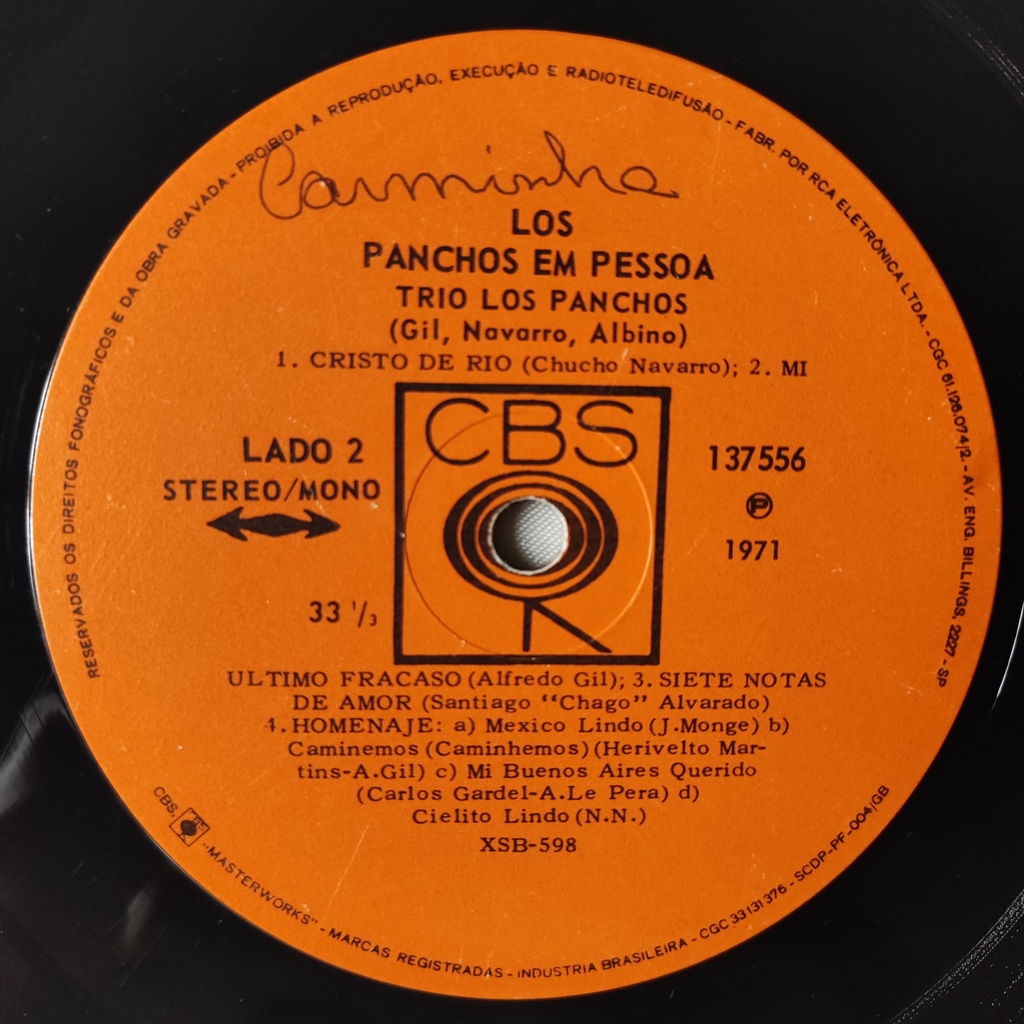 RESERVADOS OS DIREITOS FONOGRÁFICOS E DA OBRA GRAVADA - PROIBIDA A REPRODUÇÃO, EXECUÇÃO E RADIOTELEDIFUSÃO - FABR. POR RCA ELETRÔNICA LTDA. - CGC 61.126.074/2 - AV. ENG. BILLINGS, 2227 - SP
Carminha
LOS
PANCHOS EM PESSOA
TRIO LOS PANCHOS
(Gil, Navarro, Albino)
1. CRISTO DE RIO (Chucho Navarro); 2. MI
CBS
LADO 2
STEREO/MONO
137556
P
1971
33 1/3
ULTIMO FRACASO (Alfredo Gil); 3. SIETE NOTAS
DE AMOR (Santiago "Chago" Alvarado)
4. HOMENAJE: a) Mexico Lindo (J.Monge) b)
Caminemos (Caminhemos) (Herivelto Mar-
tins-A.Gil) c) Mi Buenos Aires Querido
(Carlos Gardel-A.Le Pera) d)
Cielito Lindo (N.N.)
XSB-598
CBS, CBS "MASTERWORKS" - MARCAS REGISTRADAS - INDUSTRIA BRASILEIRA - CGC 33131376 - SCDP-PF-004/GB